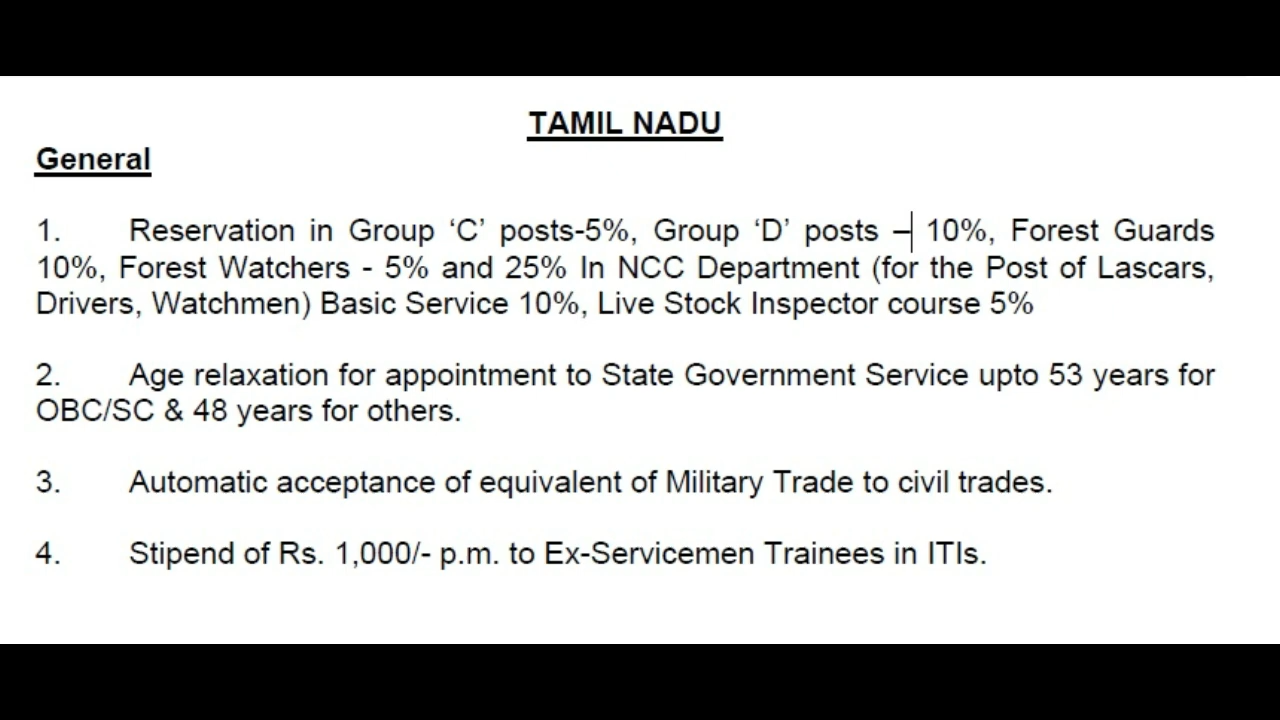 TAMIL NADU
General
1. Reservation in Group ‘C’ posts-5%, Group ‘D’ posts – 10%, Forest Guards
10%, Forest Watchers - 5% and 25% In NCC Department (for the Post of Lascars,
Drivers, Watchmen) Basic Service 10%, Live Stock Inspector course 5%
2. Age relaxation for appointment to State Government Service upto 53 years for
OBC/SC & 48 years for others.
3. Automatic acceptance of equivalent of Military Trade to civil trades.
4. Stipend of Rs. 1,000/- p.m. to Ex-Servicemen Trainees in ITIs.